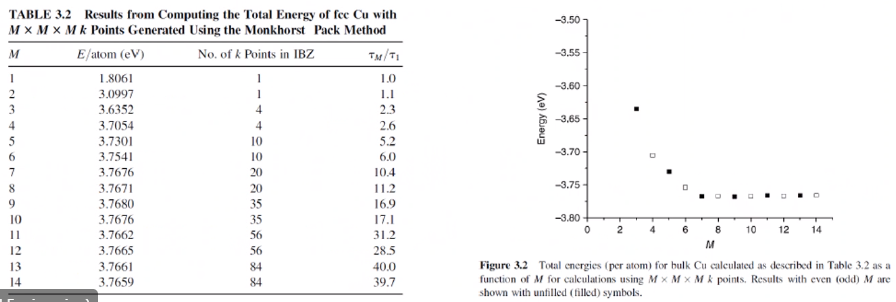 TABLE 3.2 Results from Computing the Total Energy of fcc Cu with
M × M × M k Points Generated Using the Monkhorst Pack Method
M E/atom (eV) No. of k Points in IBZ τM/τ1
1 1.8061 1 1.0
2 3.0997 1 1.1
3 3.6352 4 2.3
4 3.7054 4 2.6
5 3.7301 10 5.2
6 3.7541 10 6.0
7 3.7676 20 10.4
8 3.7671 20 11.2
9 3.7680 35 16.9
10 3.7676 35 17.1
11 3.7662 56 31.2
12 3.7665 56 28.5
13 3.7661 84 40.0
14 3.7659 84 39.7
Energy (eV)
-3.50
-3.55
-3.60
-3.65
-3.70
-3.75
-3.80
0 2 4 6 8 10 12 14
M
Figure 3.2 Total energies (per atom) for bulk Cu calculated as described in Table 3.2 as a
function of M for calculations using M × M × M k points. Results with even (odd) M are
shown with unfilled (filled) symbols.